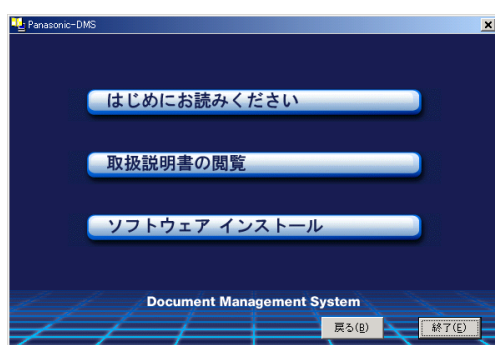 Panasonic-DMS
はじめにお読みください
取扱説明書の閲覧
ソフトウェア インストール
Document Management System
戻る(B)
終了(E)